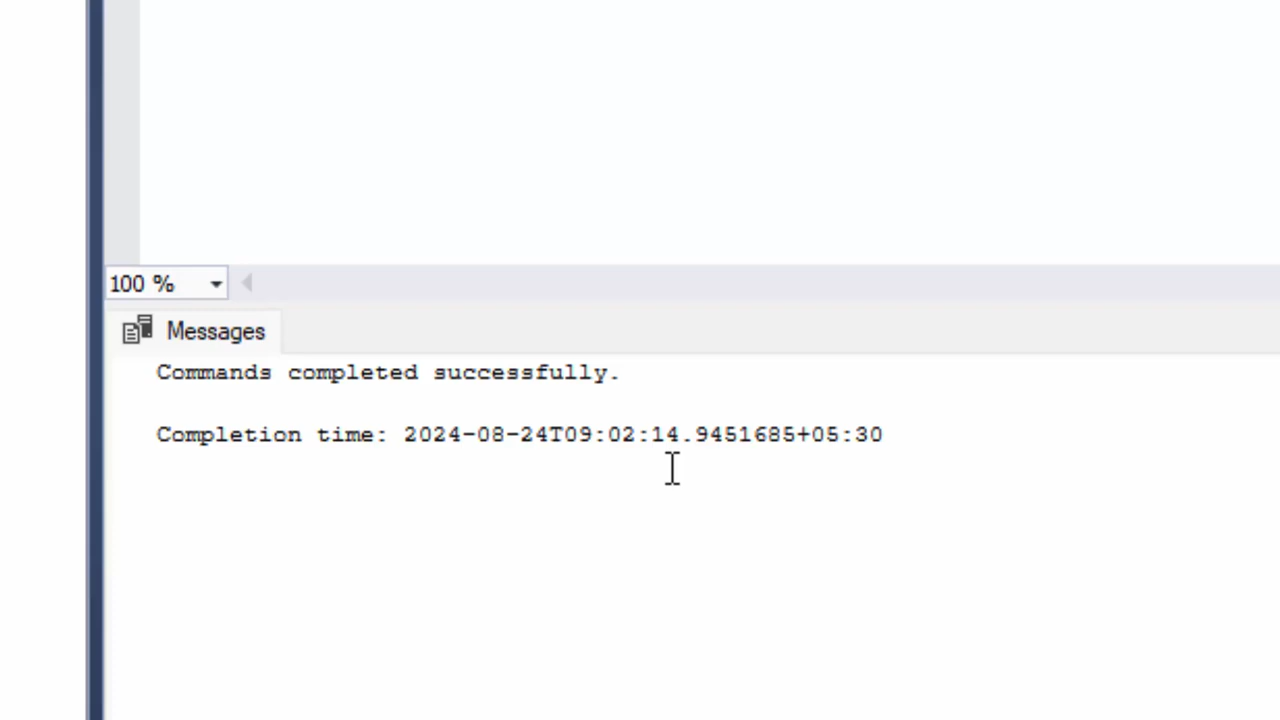 100 %
Messages
Commands completed successfully.
Completion time: 2024-08-24T09:02:14.9451685+05:30